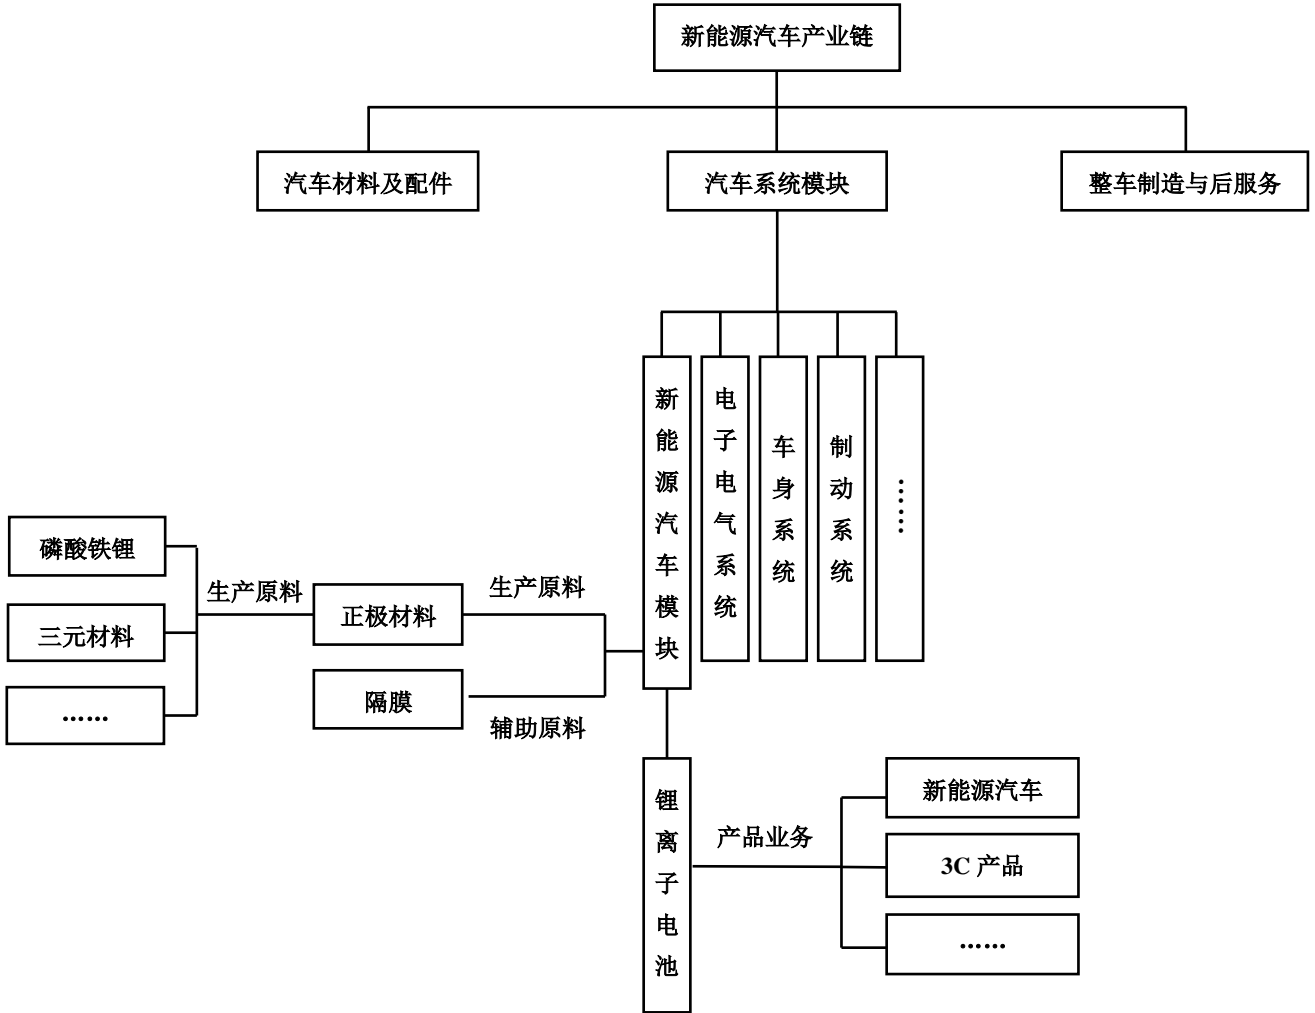 新能源汽车产业链
汽车材料及配件
汽车系统模块
整车制造与后服务
新能源汽车模块
电子电气系统
车身系统
制动系统
……
磷酸铁锂
三元材料
……
生产原料
正极材料
隔膜
生产原料
辅助原料
锂离子电池
产品业务
新能源汽车
3C 产品
……